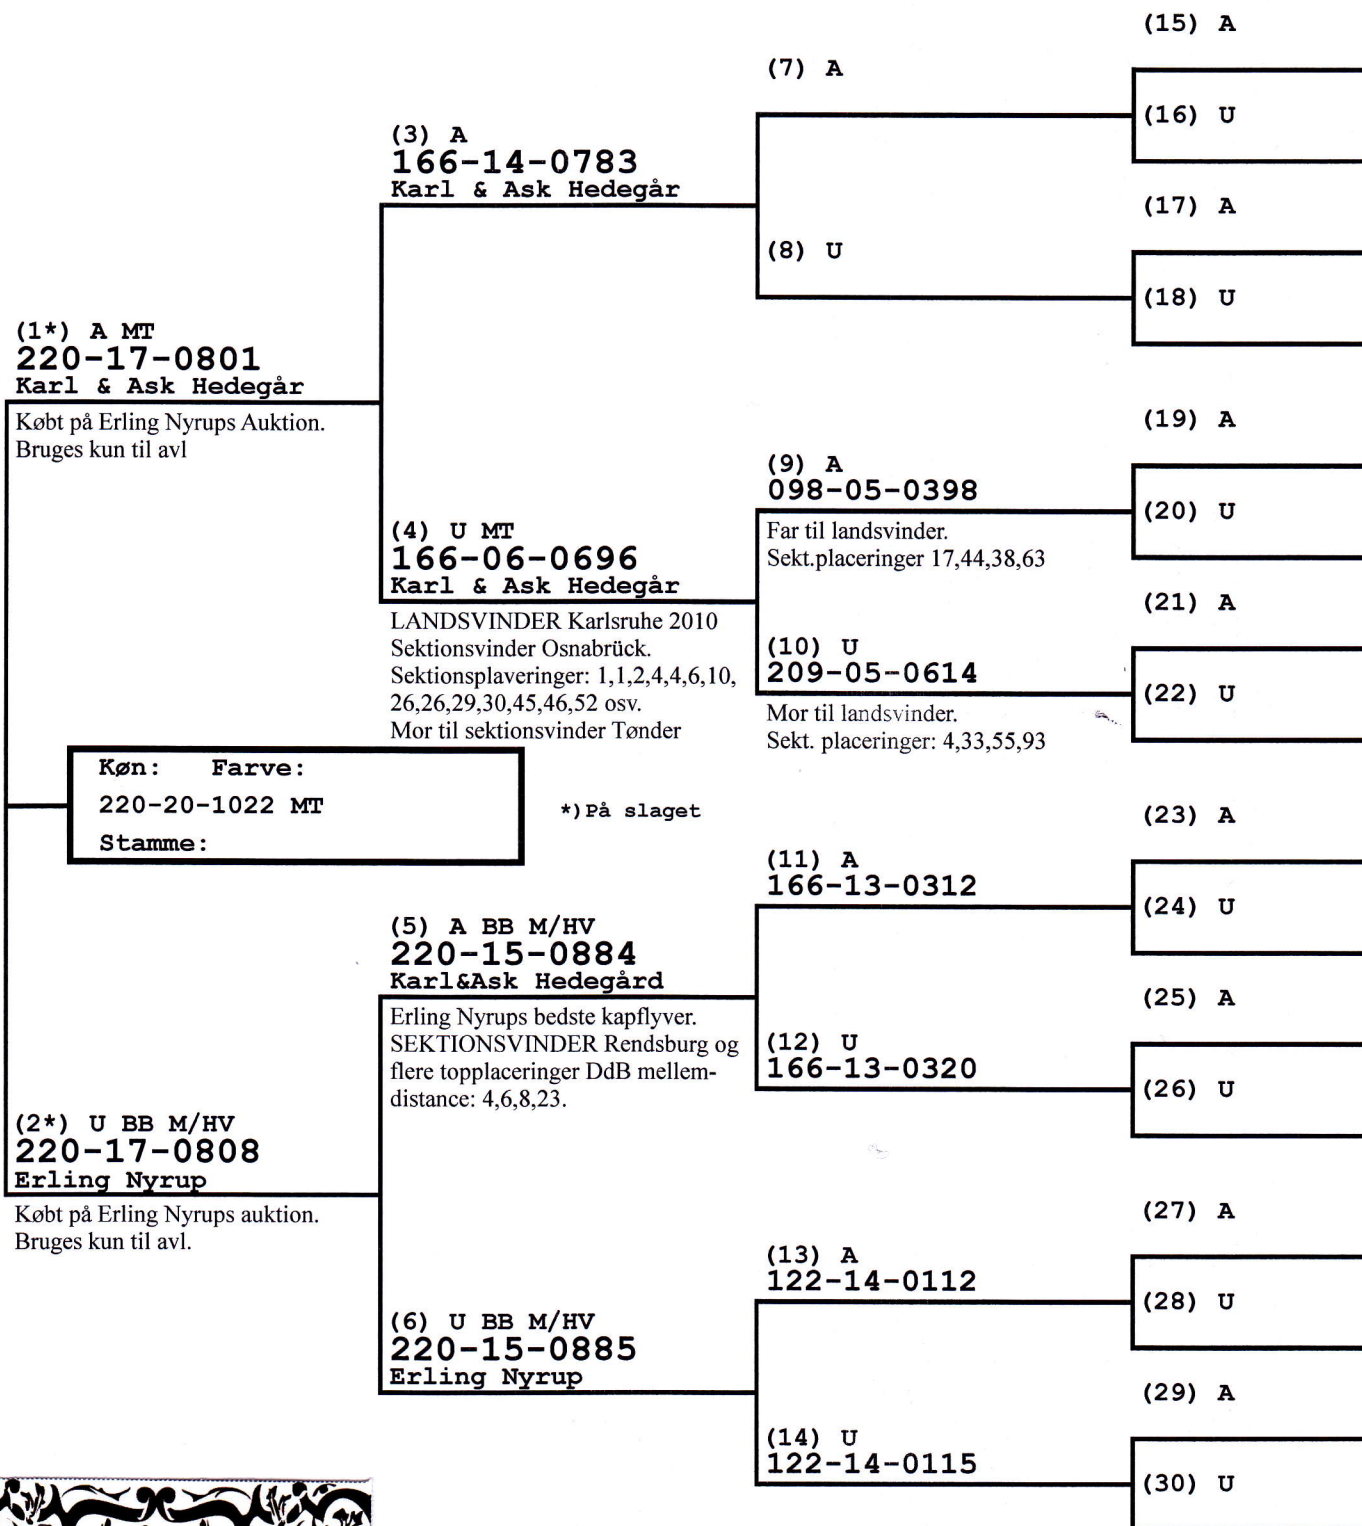 (1*) A MT
220-17-0801
Karl & Ask Hedegår
Købt på Erling Nyrups Auktion.
Bruges kun til avl
Køn: Farve:
220-20-1022 MT
Stamme:
*)På slaget
(2*) U BB M/HV
220-17-0808
Erling Nyrup
Købt på Erling Nyrups auktion.
Bruges kun til avl.
(3) A
166-14-0783
Karl & Ask Hedegår
(4) U MT
166-06-0696
Karl & Ask Hedegår
LANDSVINDER Karlsruhe 2010
Sektionsvinder Osnabrück.
Sektionsplaveringer: 1,1,2,4,4,6,10,
26,26,29,30,45,46,52 osv.
Mor til sektionsvinder Tønder
(5) A BB M/HV
220-15-0884
Karl&Ask Hedegård
Erling Nyrups bedste kapflyver.
SEKTIONSVINDER Rendsburg og
flere topplaceringer DdB mellem-
distance: 4,6,8,23.
(6) U BB M/HV
220-15-0885
Erling Nyrup
(7) A
(8) U
(9) A
098-05-0398
Far til landsvinder.
Sekt.placeringer 17,44,38,63
(10) U
209-05-0614
Mor til landsvinder.
Sekt. placeringer: 4,33,55,93
(11) A
166-13-0312
(12) U
166-13-0320
(13) A
122-14-0112
(14) U
122-14-0115
(15) A
(16) U
(17) A
(18) U
(19) A
(20) U
(21) A
(22) U
(23) A
(24) U
(25) A
(26) U
(27) A
(28) U
(29) A
(30) U